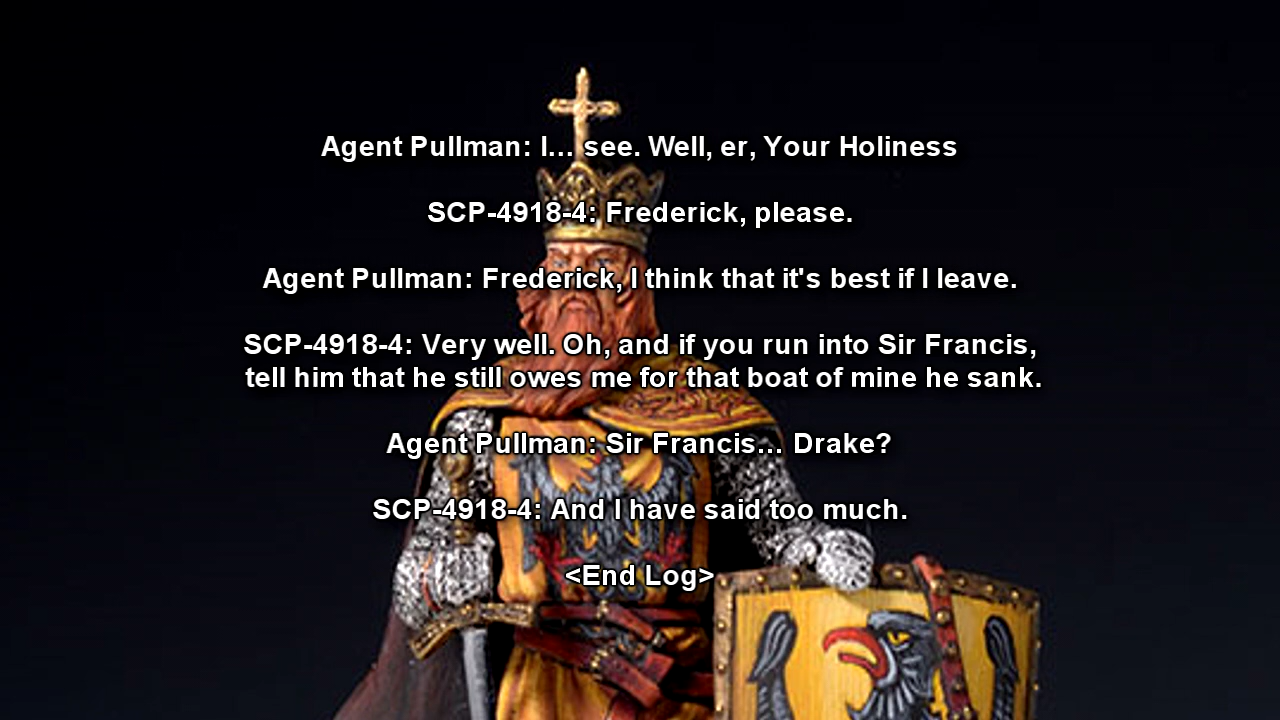 Agent Pullman: I… see. Well, er, Your Holiness
SCP-4918-4: Frederick, please.
Agent Pullman: Frederick, I think that it's best if I leave.
SCP-4918-4: Very well. Oh, and if you run into Sir Francis,
tell him that he still owes me for that boat of mine he sank.
Agent Pullman: Sir Francis… Drake?
SCP-4918-4: And I have said too much.
<End Log>